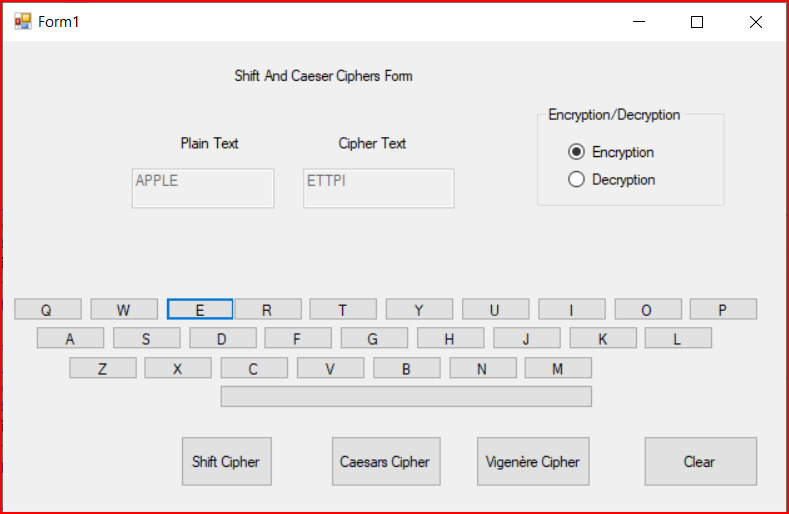 Form1
Shift And Caeser Ciphers Form
Encryption/Decryption
Plain Text Cipher Text
Encryption
APPLE ETTPI
Decryption
Q W E R T Y U I O P
A S D F G H J K L
Z X C V B N M
Shift Cipher Caesars Cipher Vigenère Cipher Clear